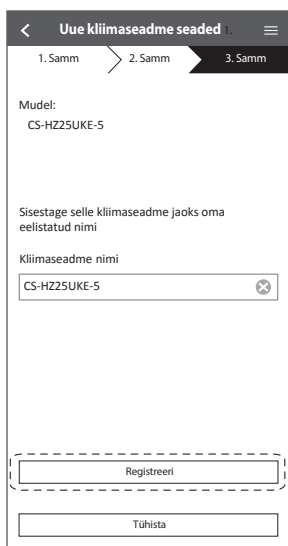 Uue kliimaseadme seaded 1.
1. Samm 2. Samm 3. Samm
Mudel:
CS-HZ25UKE-5
Sisestage selle kliimaseadme jaoks oma
eelistatud nimi
Kliimaseadme nimi
CS-HZ25UKE-5
Registreeri
Tühista